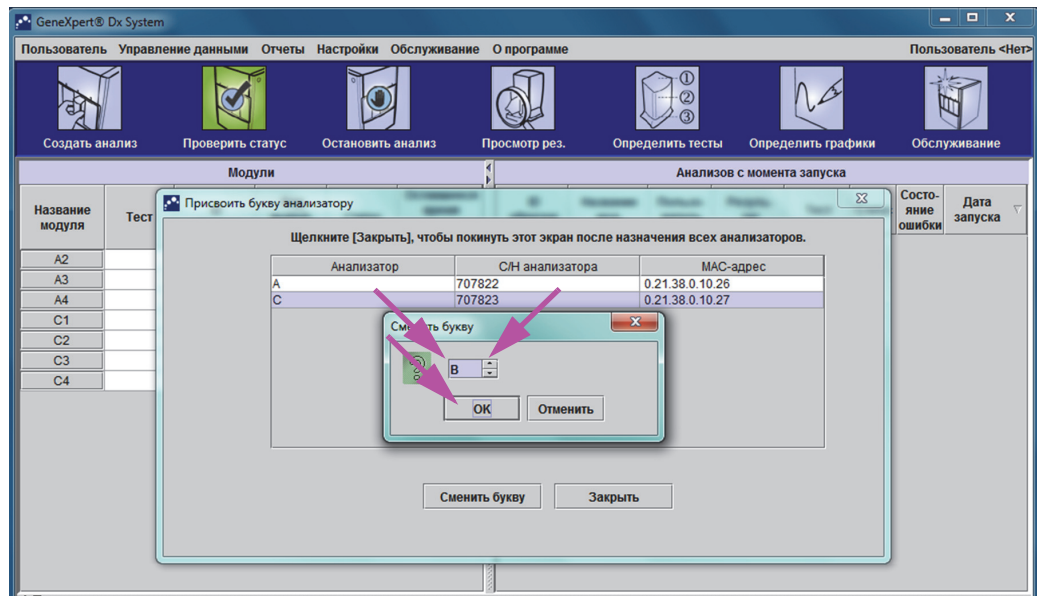 GeneXpert® Dx System
Пользователь Управление данными Отчеты Настройки Обслуживание О программе Пользователь <Нет>
Создать анализ Проверить статус Остановить анализ Просмотр рез. Определить тесты Определить графики Обслуживание
Модули Анализов с момента запуска
Название модуля Тест Состо-яние ошибки Дата запуска
Присвоить букву анализатору
Щелкните [Закрыть], чтобы покинуть этот экран после назначения всех анализаторов.
Анализатор С/Н анализатора MAC-адрес
A 707822 0.21.38.0.10.26
C 707823 0.21.38.0.10.27
A2
A3
A4
C1
C2
C3
C4
Сменить букву
B
OK Отменить
Сменить букву Закрыть